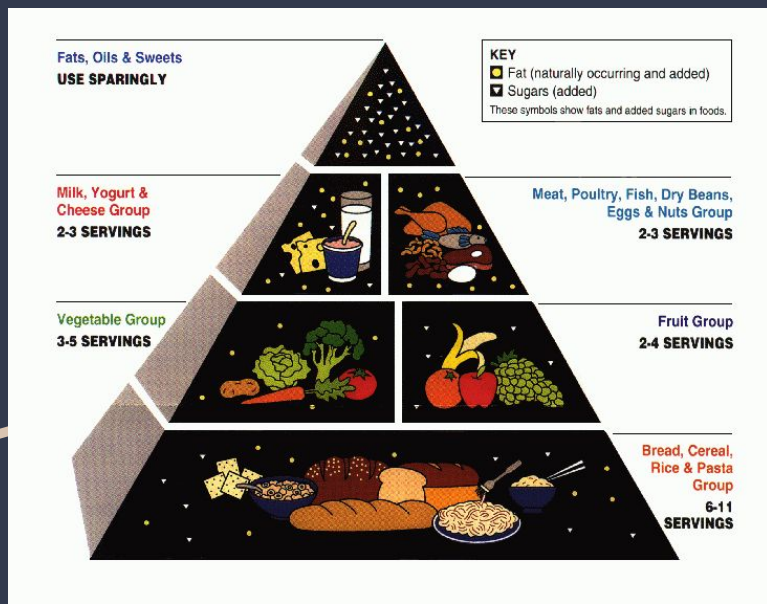 Fats, Oils & Sweets
USE SPARINGLY
KEY
Fat (naturally occurring and added)
Sugars (added)
These symbols show fats and added sugars in foods.
Milk, Yogurt &
Cheese Group
2-3 SERVINGS
Meat, Poultry, Fish, Dry Beans,
Eggs & Nuts Group
2-3 SERVINGS
Vegetable Group
3-5 SERVINGS
Fruit Group
2-4 SERVINGS
Bread, Cereal,
Rice & Pasta
Group
6-11
SERVINGS